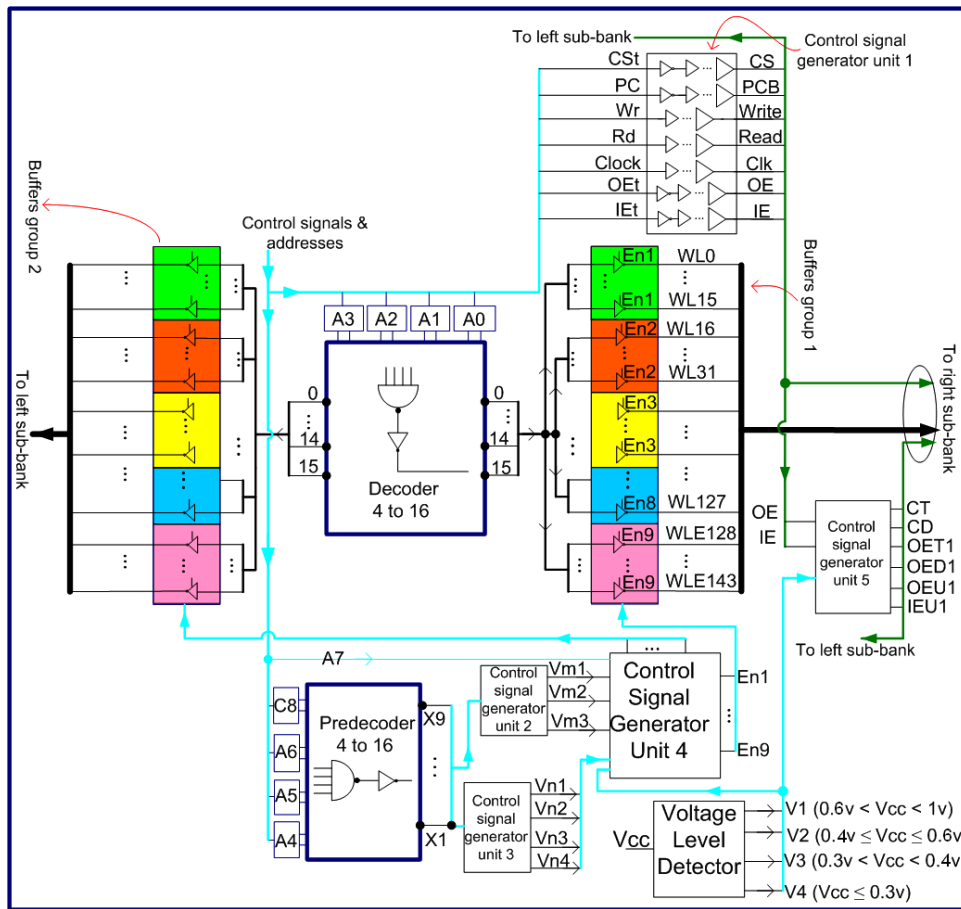 To left sub-bank
Control signal
generator unit 1
CSt
CS
PC
PCB
Wr
Write
Rd
Read
Clock
Clk
OEt
OE
IEt
IE
Buffers group 2
Control signals &
addresses
Buffers group 1
En1
WL0
En1
WL15
En2
WL16
En2
WL31
En3
En3
En8
WL127
En9
WLE128
En9
WLE143
A3
A2
A1
A0
0
14
15
0
14
15
Decoder
4 to 16
To left sub-bank
To right sub-bank
OE
IE
Control
signal
generator
unit 5
CT
CD
OET1
OED1
OEU1
IEU1
To left sub-bank
A7
C8
A6
A5
A4
Predecoder
4 to 16
X9
X1
Control
signal
generator
unit 2
Vm1
Vm2
Vm3
Control
Signal
Generator
Unit 4
En1
En9
Control
signal
generator
unit 3
Vn1
Vn2
Vn3
Vn4
Vcc
Voltage
Level
Detector
V1 (0.6v < Vcc < 1v)
V2 (0.4v ≤ Vcc ≤ 0.6v)
V3 (0.3v < Vcc < 0.4v)
V4 (Vcc ≤ 0.3v)